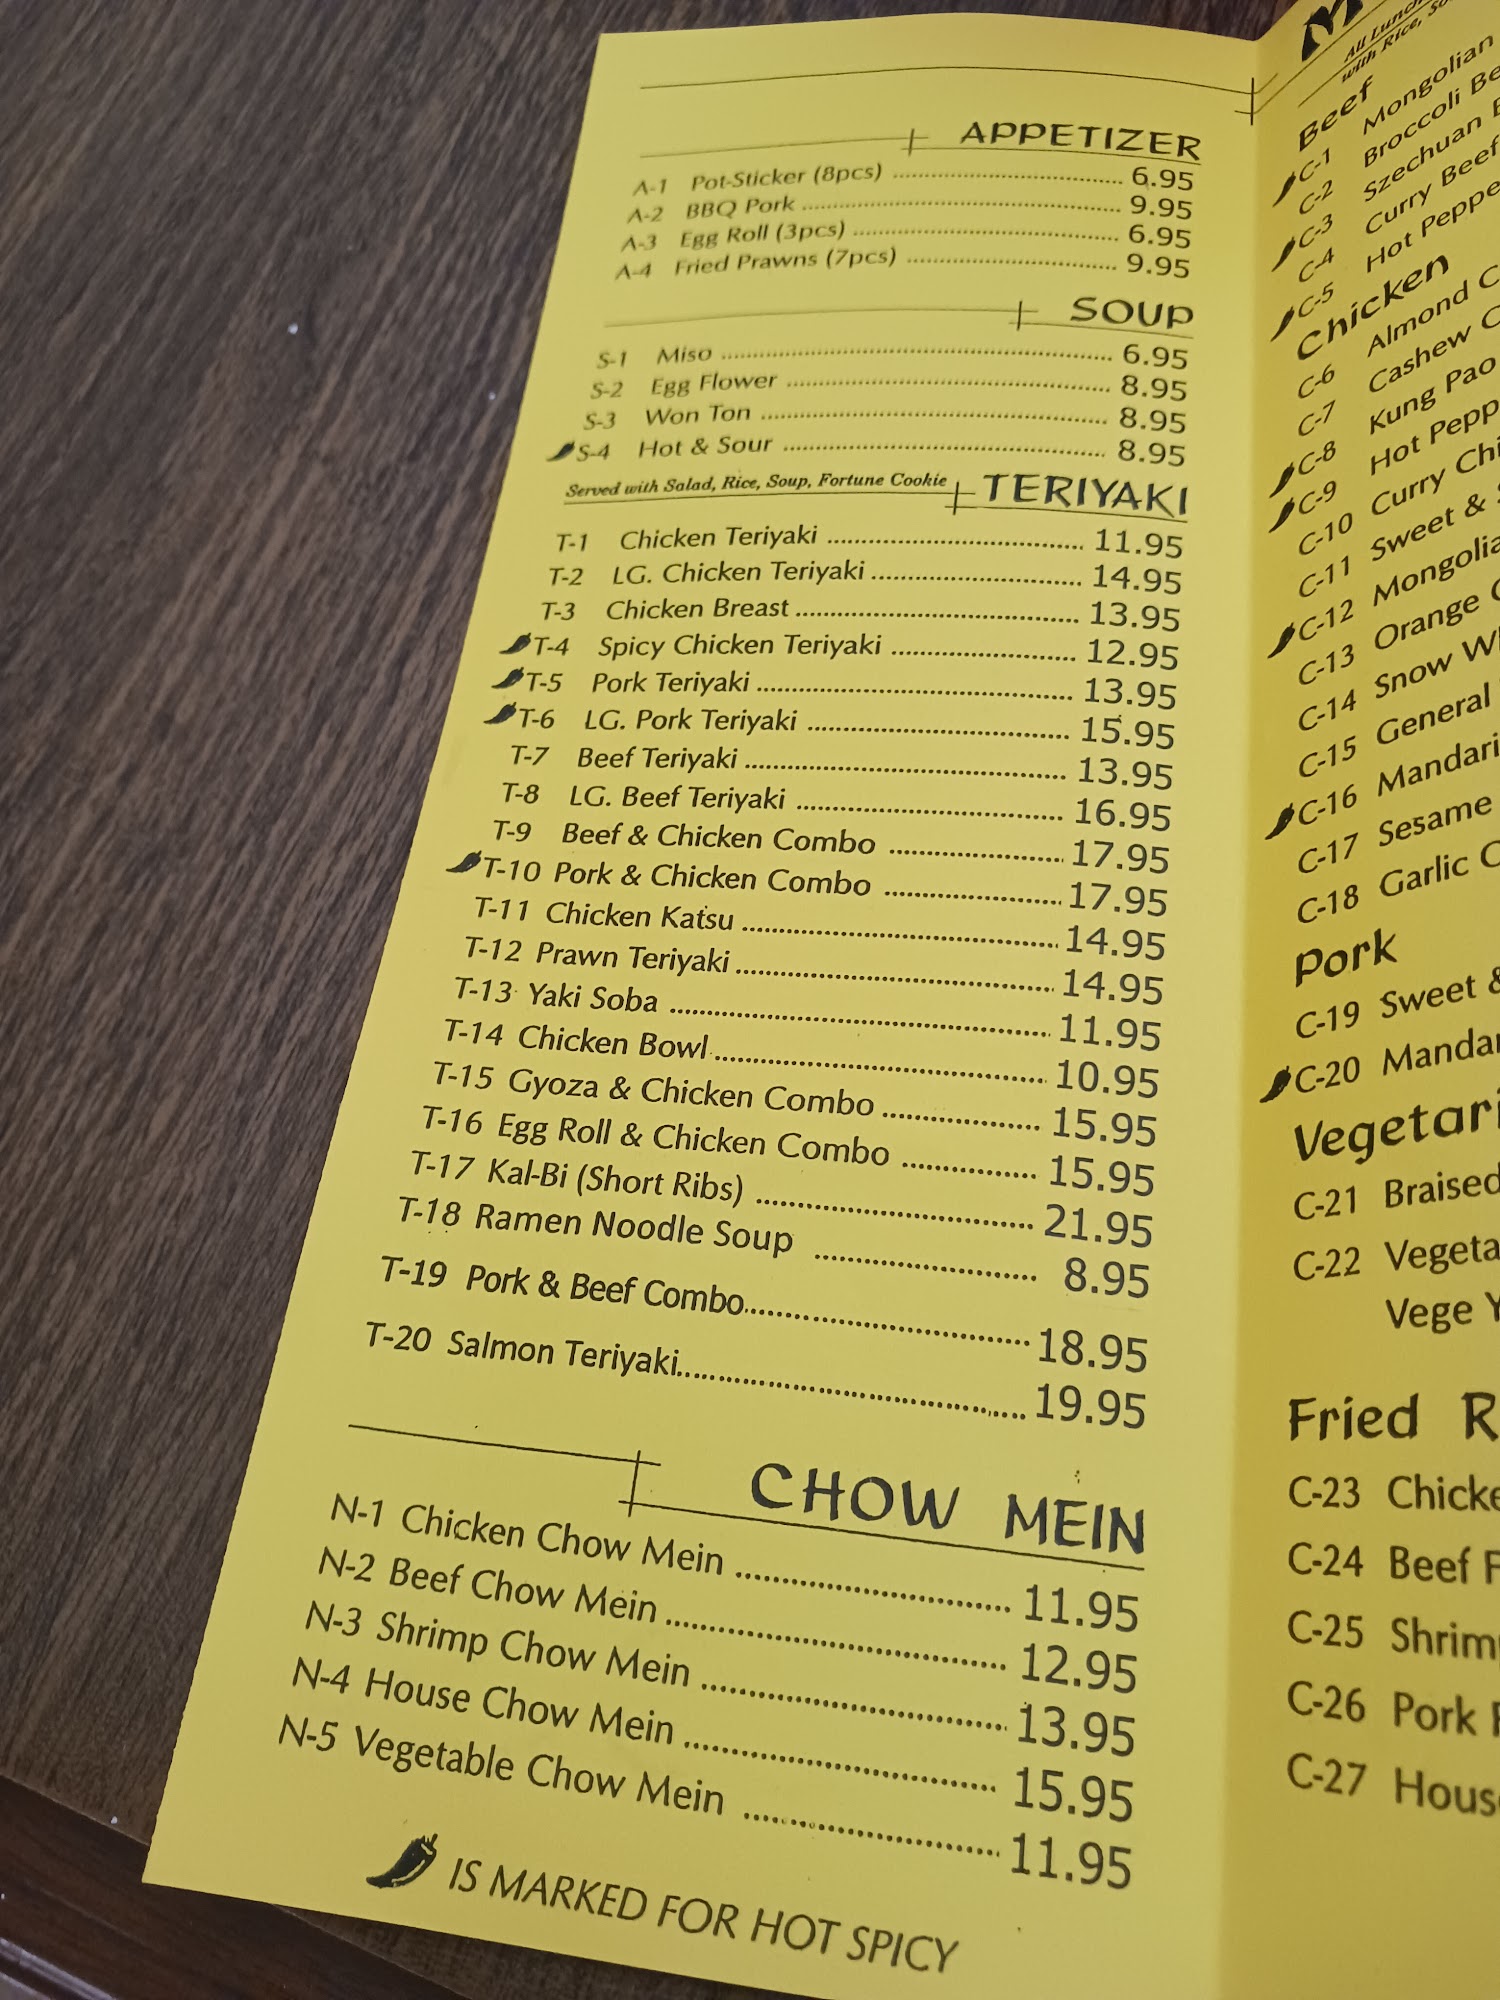 APPETIZER
A-1 Pot-Sticker (8pcs) 6.95
A-2 BBQ Pork 9.95
A-3 Egg Roll (3pcs) 6.95
A-4 Fried Prawns (7pcs) 9.95
SOUP
S-1 Miso 6.95
S-2 Egg Flower 8.95
S-3 Won Ton 8.95
S-4 Hot & Sour 8.95
Served with Salad, Rice, Soup, Fortune Cookie TERIYAKI
T-1 Chicken Teriyaki 11.95
T-2 LG. Chicken Teriyaki 14.95
T-3 Chicken Breast 13.95
T-4 Spicy Chicken Teriyaki 12.95
T-5 Pork Teriyaki 13.95
T-6 LG. Pork Teriyaki 15.95
T-7 Beef Teriyaki 13.95
T-8 LG. Beef Teriyaki 16.95
T-9 Beef & Chicken Combo 17.95
T-10 Pork & Chicken Combo 17.95
T-11 Chicken Katsu 14.95
T-12 Prawn Teriyaki 14.95
T-13 Yaki Soba 11.95
T-14 Chicken Bowl 10.95
T-15 Gyoza & Chicken Combo 15.95
T-16 Egg Roll & Chicken Combo 15.95
T-17 Kal-Bi (Short Ribs) 21.95
T-18 Ramen Noodle Soup 8.95
T-19 Pork & Beef Combo 18.95
T-20 Salmon Teriyaki 19.95
CHOW MEIN
N-1 Chicken Chow Mein 11.95
N-2 Beef Chow Mein 12.95
N-3 Shrimp Chow Mein 13.95
N-4 House Chow Mein 15.95
N-5 Vegetable Chow Mein 11.95
IS MARKED FOR HOT SPICY
All Lunch
with Rice,
Beef
C-1 Mongolian
C-2 Broccoli
C-3 Szechuan
C-4 Curry Beef
C-5 Hot
Chicken
C-6 Almond
C-7 Cashew
C-8 Kung Pao
C-9 Hot
C-10 Curry
C-11 Sweet &
C-12
C-13 Orange
C-14 Snow
C-15 General
C-16
C-17 Sesame
C-18 Garlic
Pork
C-19 Sweet &
C-20
C-21 Braised
C-22
Vege
Fried
C-23
C-24 Beef
C-25
C-26 Pork
C-27